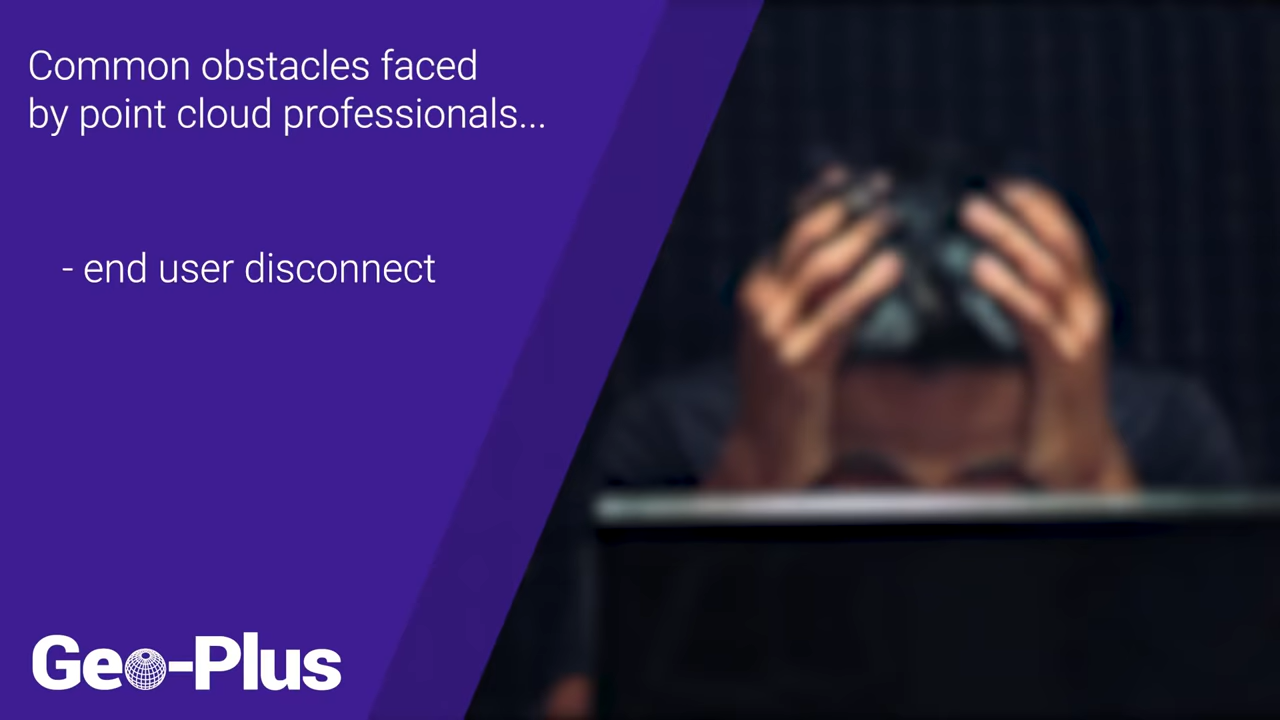 Common obstacles faced
by point cloud professionals...
- end user disconnect
Geo-Plus